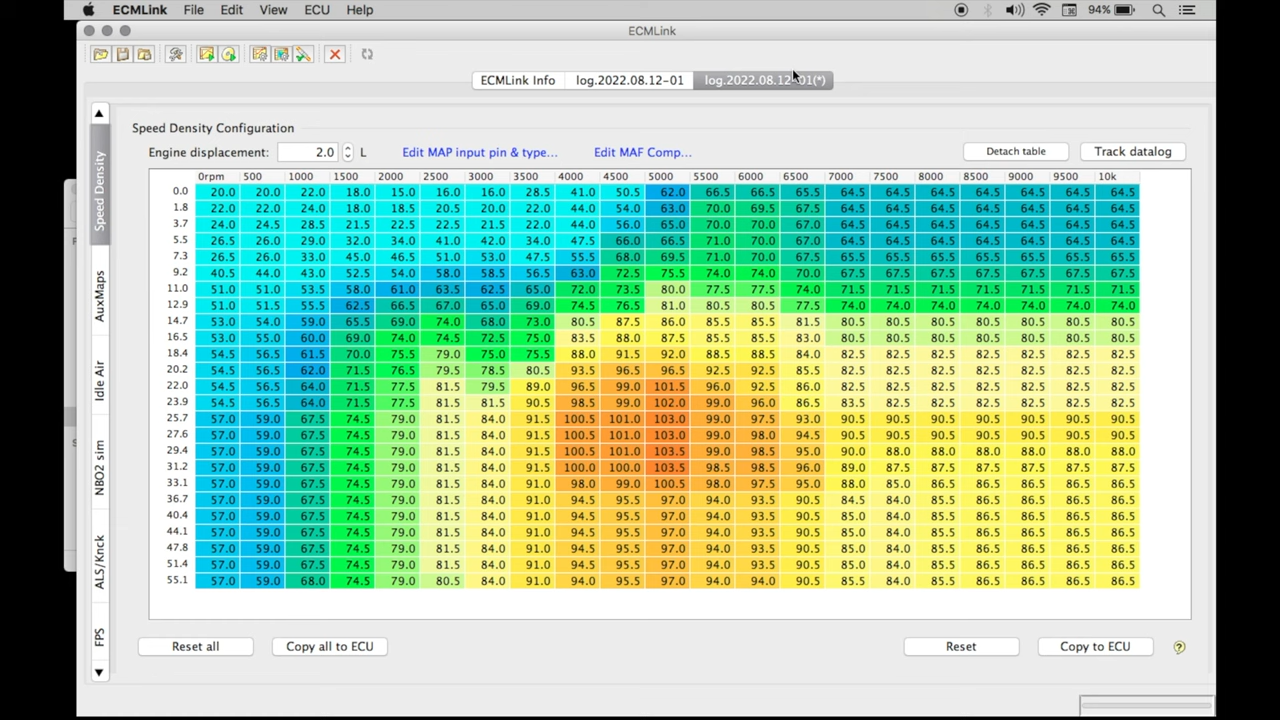 ECMLink File Edit View ECU Help 94%
ECMLink
ECMLink Info log.2022.08.12-01 log.2022.08.12-01(*)
Speed Density Configuration
Engine displacement: 2.0 L Edit MAP input pin & type... Edit MAF Comp... Detach table Track datalog
Speed Density
AuxMaps
Idle Air
NBO2 sim
ALS/Knck
FPS
0rpm 500 1000 1500 2000 2500 3000 3500 4000 4500 5000 5500 6000 6500 7000 7500 8000 8500 9000 9500 10k
0.0 20.0 20.0 22.0 18.0 15.0 16.0 16.0 28.5 41.0 50.5 62.0 66.5 66.5 65.5 64.5 64.5 64.5 64.5 64.5 64.5 64.5
1.8 22.0 22.0 24.0 18.0 18.5 20.5 20.0 22.0 44.0 54.0 63.0 70.0 69.5 67.5 64.5 64.5 64.5 64.5 64.5 64.5 64.5
3.7 24.0 24.5 28.5 21.5 22.5 22.5 21.5 22.0 44.0 56.0 65.0 70.0 70.0 67.0 64.5 64.5 64.5 64.5 64.5 64.5 64.5
5.5 26.5 26.0 29.0 32.0 34.0 41.0 42.0 34.0 47.5 66.0 66.5 71.0 70.0 67.0 64.5 64.5 64.5 64.5 64.5 64.5 64.5
7.3 26.5 26.0 33.0 45.0 46.5 51.0 53.0 47.5 55.5 68.0 69.5 71.0 70.0 67.5 65.5 65.5 65.5 65.5 65.5 65.5 65.5
9.2 40.5 44.0 43.0 52.5 54.0 58.0 58.5 56.5 63.0 72.5 75.5 74.0 74.0 70.0 67.5 67.5 67.5 67.5 67.5 67.5 67.5
11.0 51.0 51.0 53.5 58.0 61.0 63.5 62.5 65.0 72.0 73.5 80.0 77.5 77.5 74.0 71.5 71.5 71.5 71.5 71.5 71.5 71.5
12.9 51.0 51.5 55.5 62.5 66.5 67.0 65.0 69.0 74.5 76.5 81.0 80.5 80.5 77.5 74.0 74.0 74.0 74.0 74.0 74.0 74.0
14.7 53.0 54.0 59.0 65.5 69.0 74.0 68.0 73.0 80.5 87.5 86.0 85.5 85.5 81.5 80.5 80.5 80.5 80.5 80.5 80.5 80.5
16.5 53.0 55.0 60.0 69.0 74.0 74.5 72.5 75.0 83.5 88.0 87.5 85.5 85.5 83.0 80.5 80.5 80.5 80.5 80.5 80.5 80.5
18.4 54.5 56.5 61.5 70.0 75.5 79.0 75.0 75.5 88.0 91.5 92.0 88.5 88.5 84.0 82.5 82.5 82.5 82.5 82.5 82.5 82.5
20.2 54.5 56.5 62.0 71.5 76.5 79.5 78.5 80.5 93.5 96.5 96.5 92.5 92.5 85.5 82.5 82.5 82.5 82.5 82.5 82.5 82.5
22.0 54.5 56.5 64.0 71.5 77.5 81.5 79.5 89.0 96.5 99.0 101.5 96.0 92.5 86.0 82.5 82.5 82.5 82.5 82.5 82.5 82.5
23.9 54.5 56.5 64.0 71.5 77.5 81.5 81.5 90.5 98.5 99.0 102.0 99.0 96.0 86.5 83.5 82.5 82.5 82.5 82.5 82.5 82.5
25.7 57.0 59.0 67.5 74.5 79.0 81.5 84.0 91.5 100.5 101.0 103.0 99.0 97.5 93.0 90.5 90.5 90.5 90.5 90.5 90.5 90.5
27.6 57.0 59.0 67.5 74.5 79.0 81.5 84.0 91.5 100.5 101.0 103.0 99.0 98.0 94.5 90.5 90.5 90.5 90.5 90.5 90.5 90.5
29.4 57.0 59.0 67.5 74.5 79.0 81.5 84.0 91.5 100.5 101.0 103.5 99.0 98.5 95.0 90.0 88.0 88.0 88.0 88.0 88.0 88.0
31.2 57.0 59.0 67.5 74.5 79.0 81.5 84.0 91.5 100.0 100.0 103.5 98.5 98.5 96.0 89.0 87.5 87.5 87.5 87.5 87.5 87.5
33.1 57.0 59.0 67.5 74.5 79.0 81.5 84.0 91.0 98.0 99.0 100.5 98.0 97.5 95.0 88.0 85.0 86.5 86.5 86.5 86.5 86.5
36.7 57.0 59.0 67.5 74.5 79.0 81.5 84.0 91.0 94.5 95.5 97.0 94.0 93.5 90.5 84.5 84.0 85.5 86.5 86.5 86.5 86.5
40.4 57.0 59.0 67.5 74.5 79.0 81.5 84.0 91.0 94.5 95.5 97.0 94.0 93.5 90.5 85.0 84.0 85.5 86.5 86.5 86.5 86.5
44.1 57.0 59.0 67.5 74.5 79.0 81.5 84.0 91.0 94.5 95.5 97.0 94.0 93.5 90.5 85.0 84.0 85.5 86.5 86.5 86.5 86.5
47.8 57.0 59.0 67.5 74.5 79.0 81.5 84.0 91.0 94.5 95.5 97.0 94.0 93.5 90.5 85.0 84.0 85.5 86.5 86.5 86.5 86.5
51.4 57.0 59.0 67.5 74.5 79.0 81.5 84.0 91.0 94.5 95.5 97.0 94.0 93.5 90.5 85.0 84.0 85.5 86.5 86.5 86.5 86.5
55.1 57.0 59.0 68.0 74.5 79.0 80.5 84.0 91.0 94.0 95.5 97.0 94.0 94.0 90.5 85.5 84.0 85.5 86.5 86.5 86.5 86.5
Reset all Copy all to ECU Reset Copy to ECU